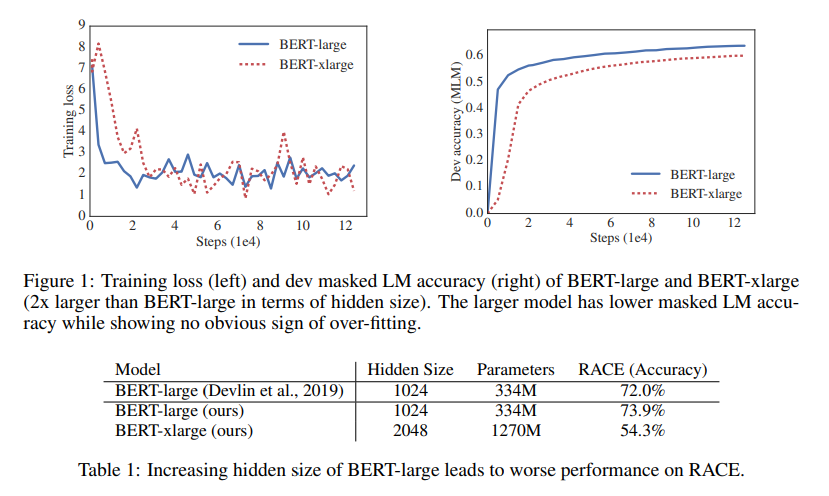 9
8
7
6
5
4
3
2
1
0
Training loss
BERT-large
BERT-xlarge
0 2 4 6 8 10 12
Steps (1e4)
0.6
0.5
0.4
0.3
0.2
0.1
0.0
Dev accuracy (MLM)
BERT-large
BERT-xlarge
0 2 4 6 8 10 12
Steps (1e4)
Figure 1: Training loss (left) and dev masked LM accuracy (right) of BERT-large and BERT-xlarge
(2x larger than BERT-large in terms of hidden size). The larger model has lower masked LM accu-
racy while showing no obvious sign of over-fitting.
Model Hidden Size Parameters RACE (Accuracy)
BERT-large (Devlin et al., 2019) 1024 334M 72.0%
BERT-large (ours) 1024 334M 73.9%
BERT-xlarge (ours) 2048 1270M 54.3%
Table 1: Increasing hidden size of BERT-large leads to worse performance on RACE.